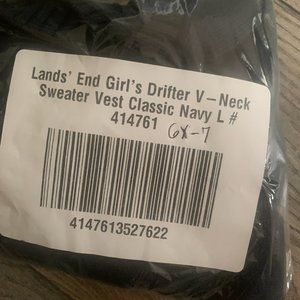 Lands' End Girl's Drifter V–Neck
Sweater Vest Classic Navy L #
414761 6X-7
4147613527622